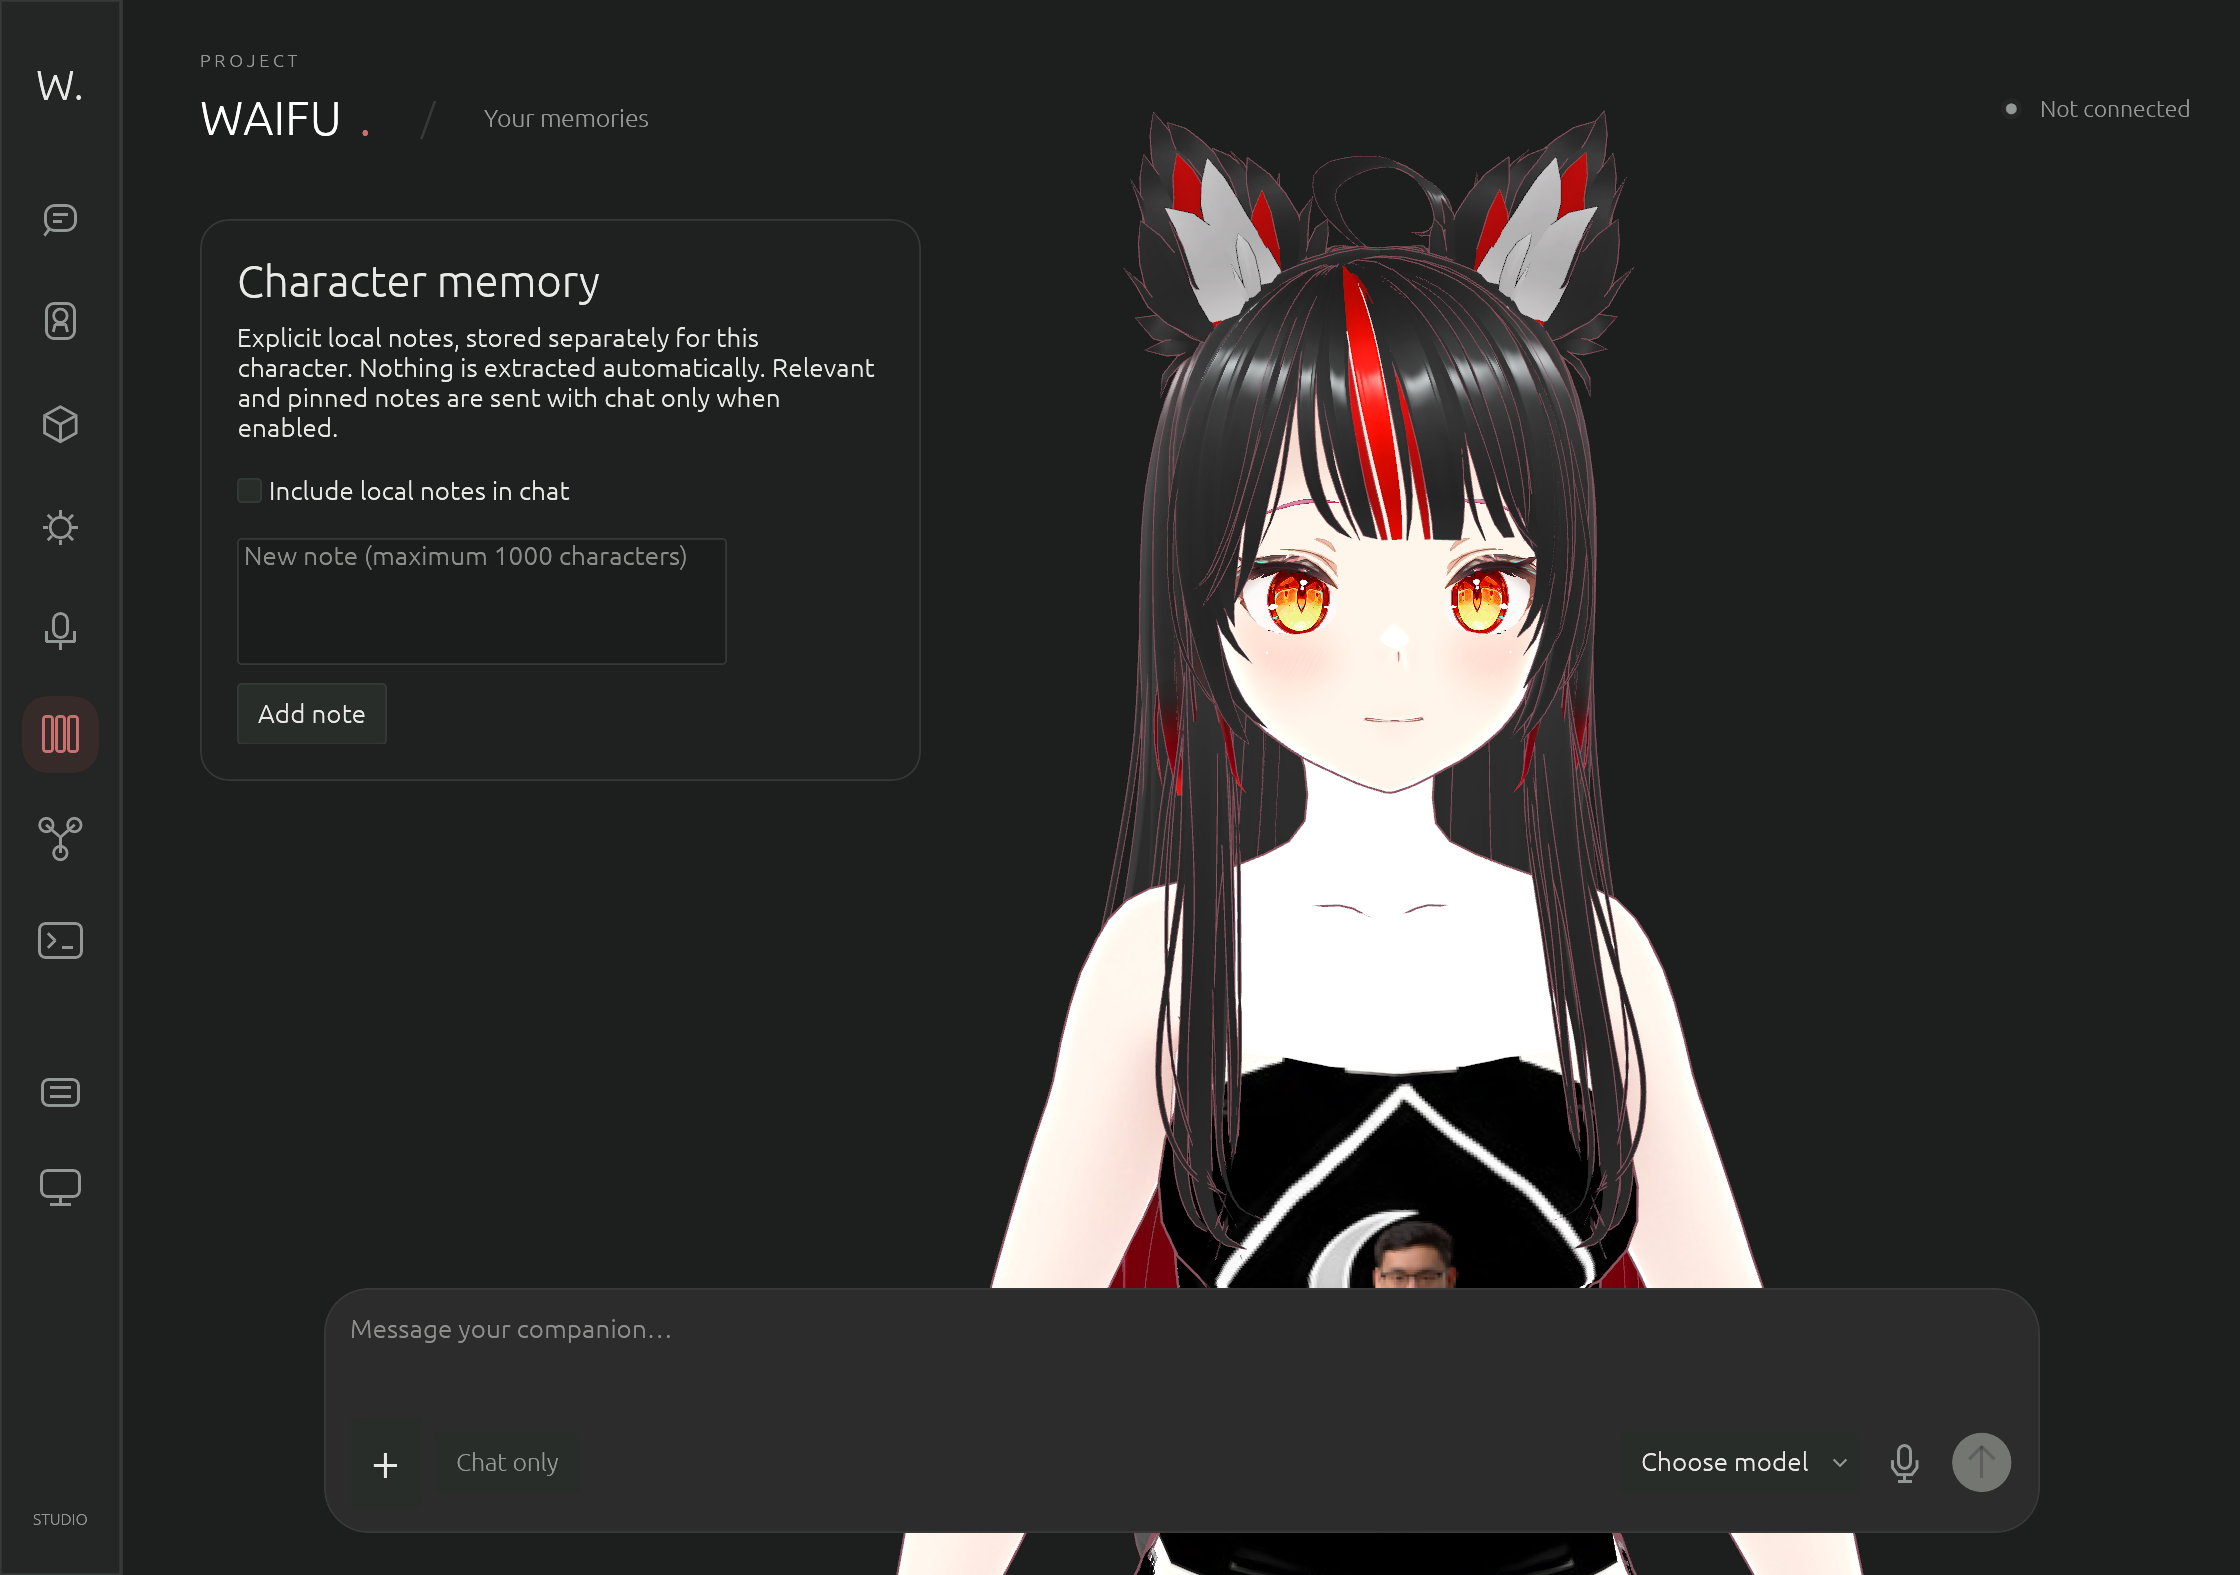 PROJECT
W.
WAIFU . / Your memories
Not connected
Character memory
Explicit local notes, stored separately for this
character. Nothing is extracted automatically. Relevant
and pinned notes are sent with chat only when
enabled.
Include local notes in chat
New note (maximum 1000 characters)
Add note
Message your companion…
+ Chat only
Choose model
STUDIO